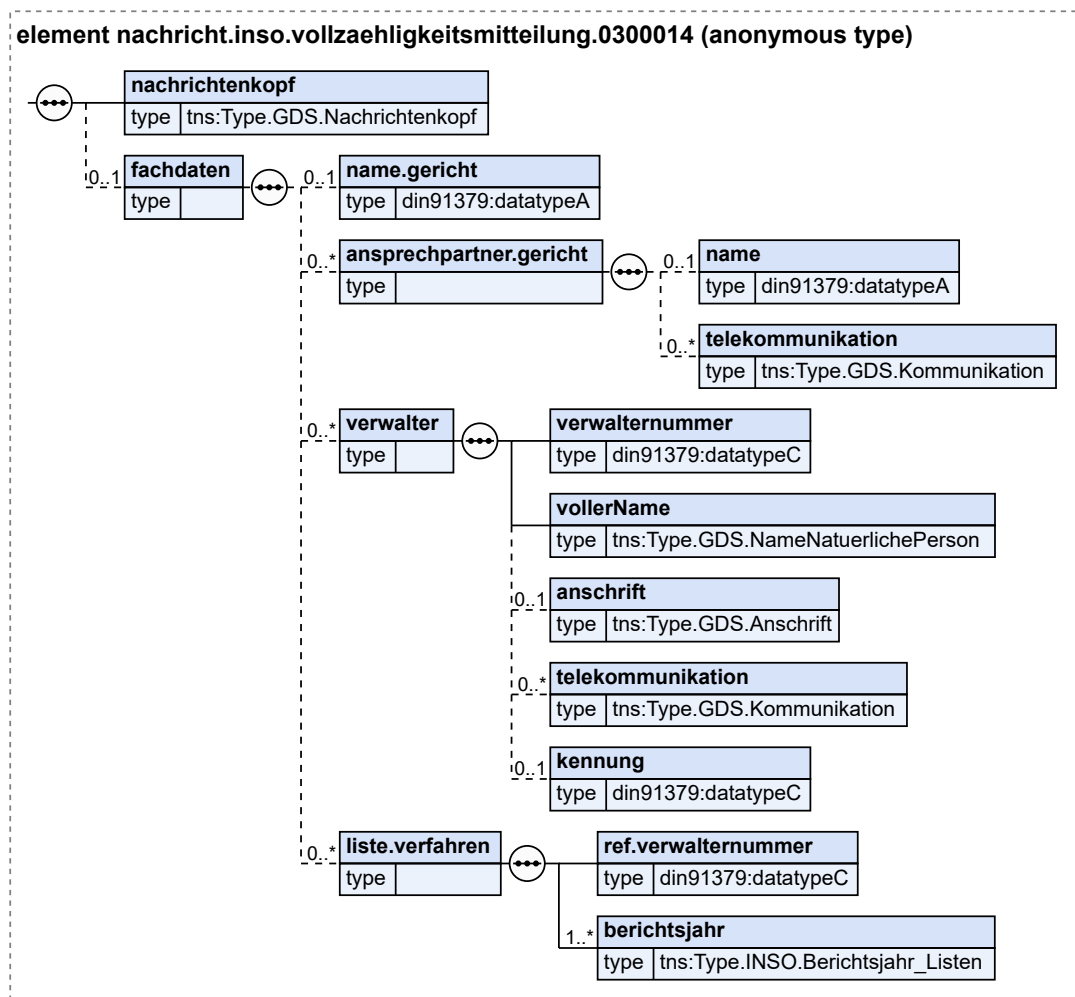 element nachricht.inso.vollzaehligkeitsmitteilung.0300014 (anonymous type)
nachrichtenkopf
type tns:Type.GDS.Nachrichtenkopf
0..1 fachdaten
type
0..1 name.gericht
type din91379:datatypeA
0..* ansprechpartner.gericht
type
0..1 name
type din91379:datatypeA
0..* telekommunikation
type tns:Type.GDS.Kommunikation
0..* verwalter
type
verwalternummer
type din91379:datatypeC
vollerName
type tns:Type.GDS.NameNatuerlichePerson
0..1 anschrift
type tns:Type.GDS.Anschrift
0..* telekommunikation
type tns:Type.GDS.Kommunikation
0..1 kennung
type din91379:datatypeC
0..* liste.verfahren
type
ref.verwalternummer
type din91379:datatypeC
1..* berichtsjahr
type tns:Type.INSO.Berichtsjahr_Listen